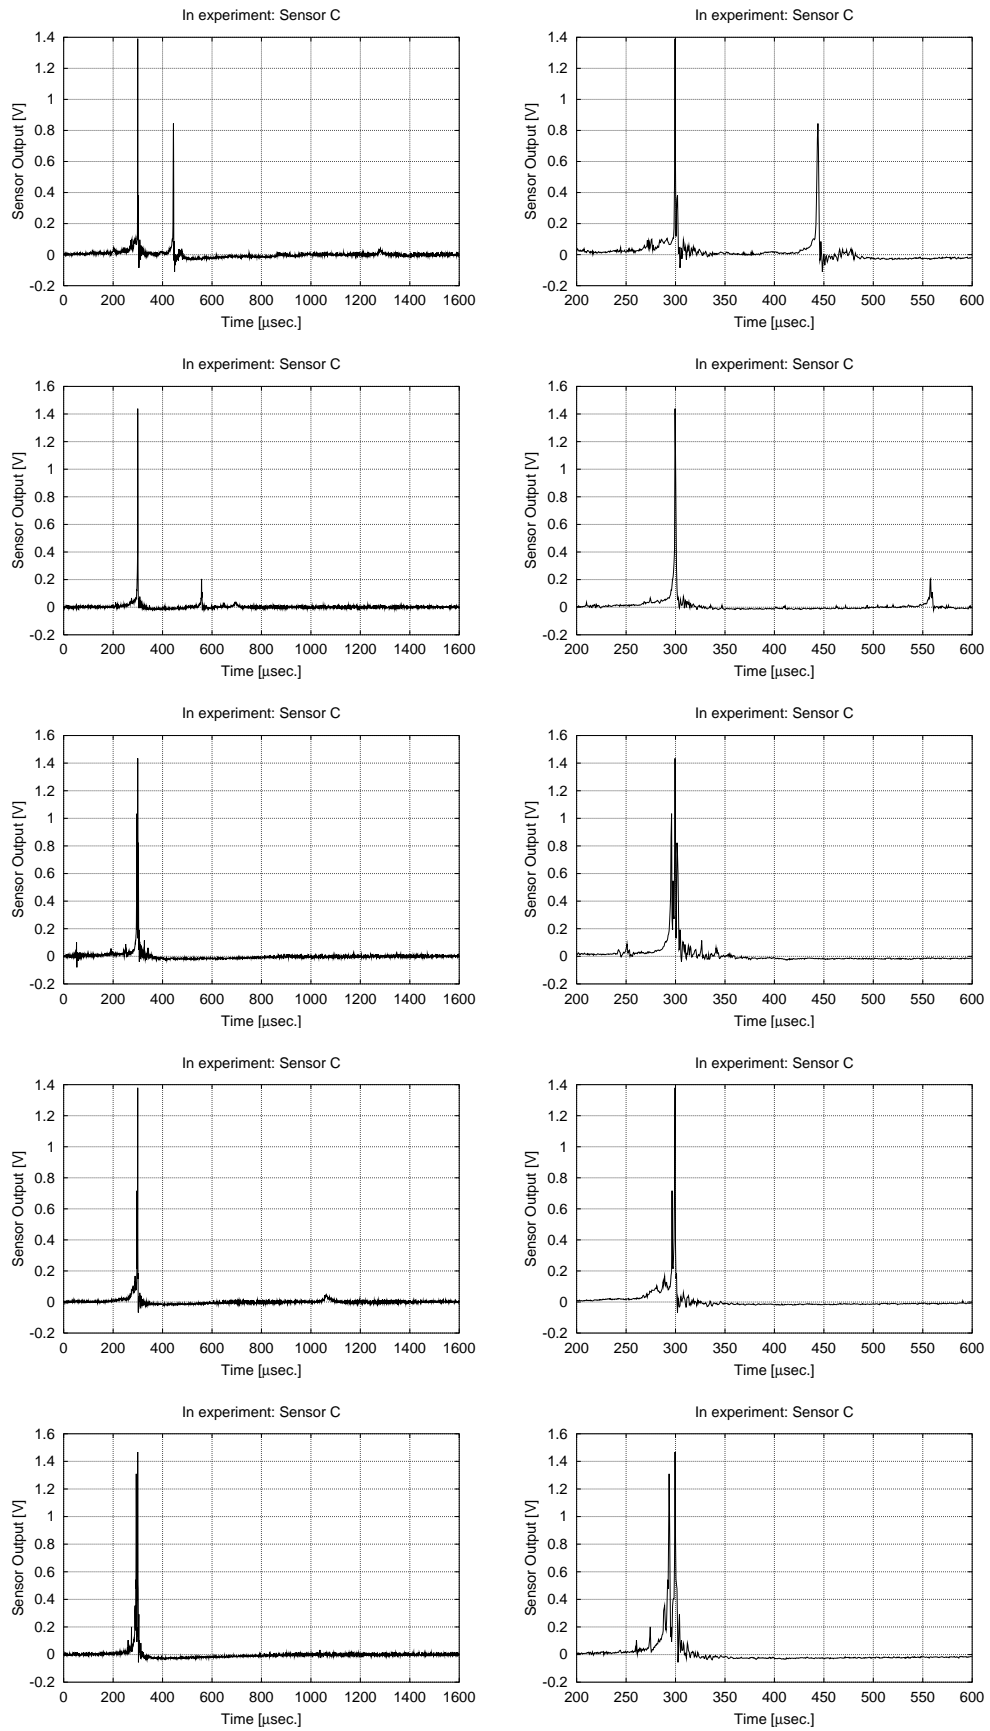 In experiment: Sensor C
Sensor Output [V]
1.4
1.2
1
0.8
0.6
0.4
0.2
0
-0.2
0 200 400 600 800 1000 1200 1400 1600
Time [μsec.]
In experiment: Sensor C
Sensor Output [V]
1.4
1.2
1
0.8
0.6
0.4
0.2
0
-0.2
200 250 300 350 400 450 500 550 600
Time [μsec.]
In experiment: Sensor C
Sensor Output [V]
1.6
1.4
1.2
1
0.8
0.6
0.4
0.2
0
-0.2
0 200 400 600 800 1000 1200 1400 1600
Time [μsec.]
In experiment: Sensor C
Sensor Output [V]
1.6
1.4
1.2
1
0.8
0.6
0.4
0.2
0
-0.2
200 250 300 350 400 450 500 550 600
Time [μsec.]
In experiment: Sensor C
Sensor Output [V]
1.6
1.4
1.2
1
0.8
0.6
0.4
0.2
0
-0.2
0 200 400 600 800 1000 1200 1400 1600
Time [μsec.]
In experiment: Sensor C
Sensor Output [V]
1.6
1.4
1.2
1
0.8
0.6
0.4
0.2
0
-0.2
200 250 300 350 400 450 500 550 600
Time [μsec.]
In experiment: Sensor C
Sensor Output [V]
1.4
1.2
1
0.8
0.6
0.4
0.2
0
-0.2
0 200 400 600 800 1000 1200 1400 1600
Time [μsec.]
In experiment: Sensor C
Sensor Output [V]
1.4
1.2
1
0.8
0.6
0.4
0.2
0
-0.2
200 250 300 350 400 450 500 550 600
Time [μsec.]
In experiment: Sensor C
Sensor Output [V]
1.6
1.4
1.2
1
0.8
0.6
0.4
0.2
0
-0.2
0 200 400 600 800 1000 1200 1400 1600
Time [μsec.]
In experiment: Sensor C
Sensor Output [V]
1.6
1.4
1.2
1
0.8
0.6
0.4
0.2
0
-0.2
200 250 300 350 400 450 500 550 600
Time [μsec.]